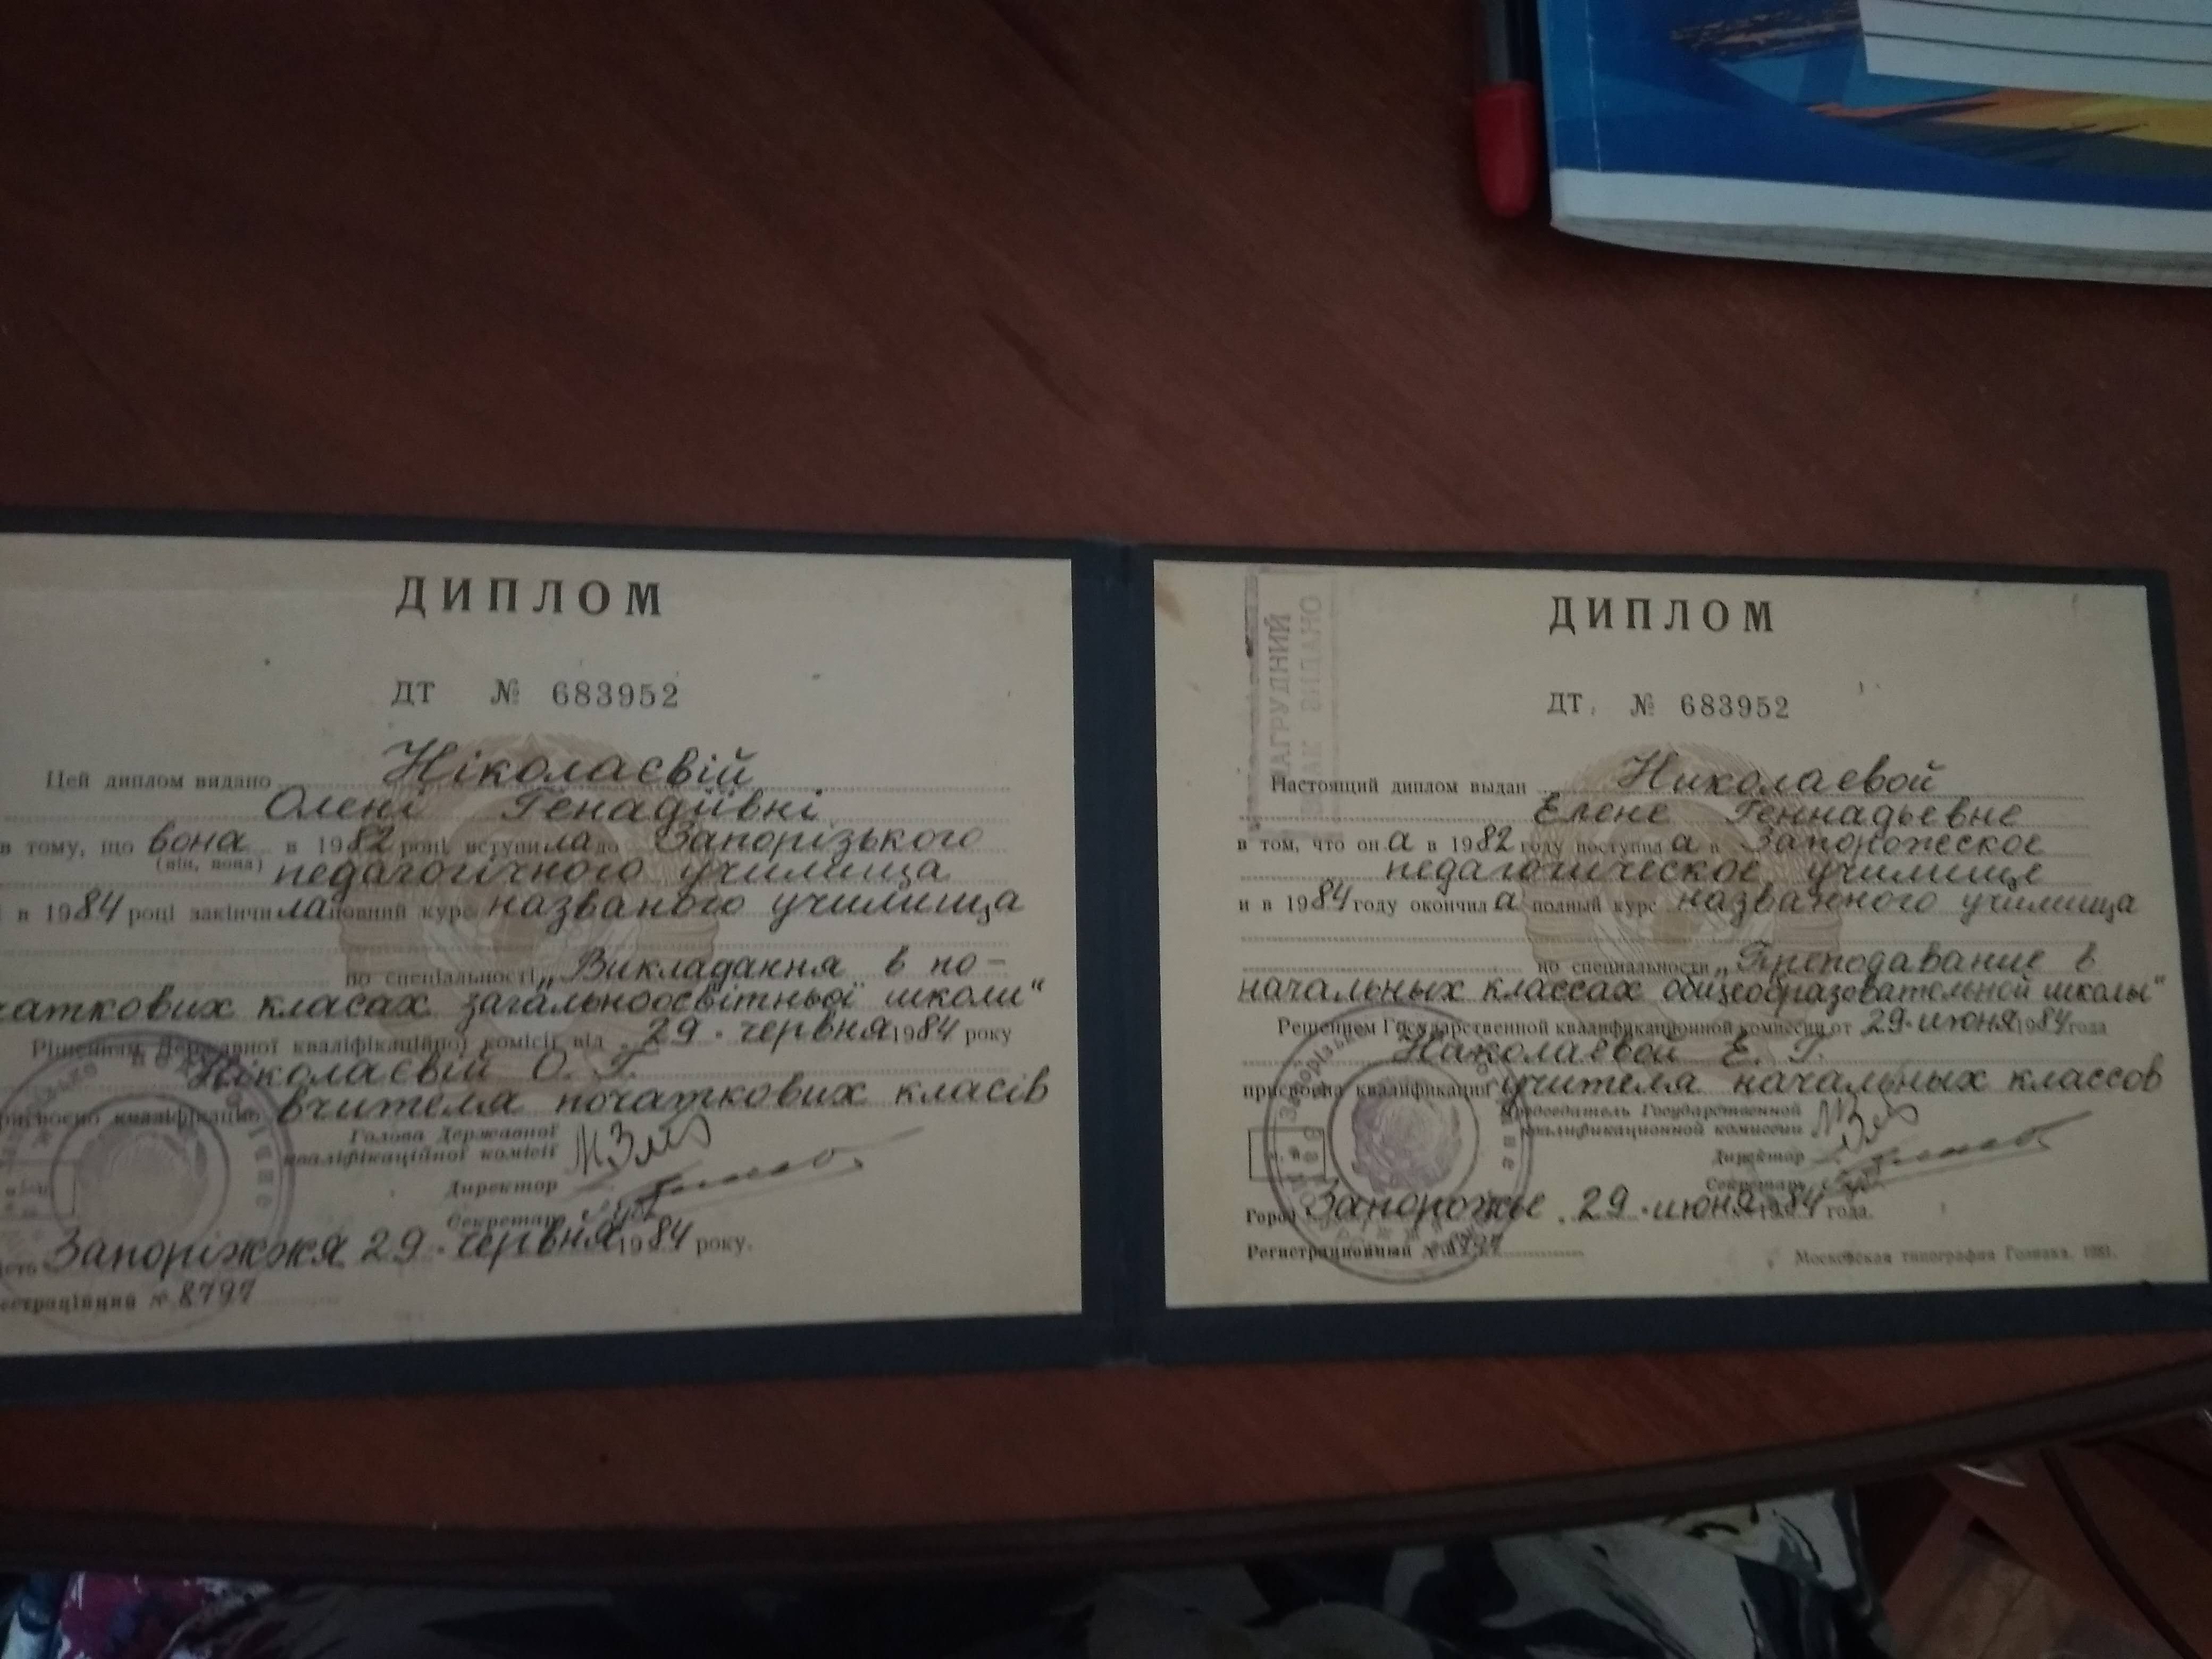 ДИПЛОМ
ДТ № 683952
Цей диплом видано Ніколаєвій
Олені Генадіївні
в тому, що вона в 1982 році вступила до Запорізького
(він, вона) педагогічного училища
в 1984 році закінчила повний курс названого училища
по спеціальності „Викладання в по-
чаткових класах загальноосвітньої школи“
Рішенням Державної кваліфікаційної комісії від 29 червня 1984 року
Ніколаєвій О. Г.
присвоєно кваліфікацію вчителя початкових класів
Голова Державної
кваліфікаційної комісії
Директор
Секретар
Запоріжжя 29 червня 1984 року.
№ 8797
ДИПЛОМ
ДТ № 683952
НАГРУДНИЙ
ЗНАК ВИДАНО
Настоящий диплом выдан Николаевой
Елене Геннадьевне
в том, что она в 1982 году поступила в Запорожское
педагогическое училище
и в 1984 году окончила полный курс названного училища
по специальности „Преподавание в
начальных классах общеобразовательной школы“
Решением Государственной квалификационной комиссии от 29 июня 1984 года
Николаевой Е. Г.
присвоена квалификация учителя начальных классов
Председатель Государственной
квалификационной комиссии
Директор
Секретарь
Город Запорожье 29 июня 1984 года.
Регистрационный № 8797
Московская типография Гознака. 1981.